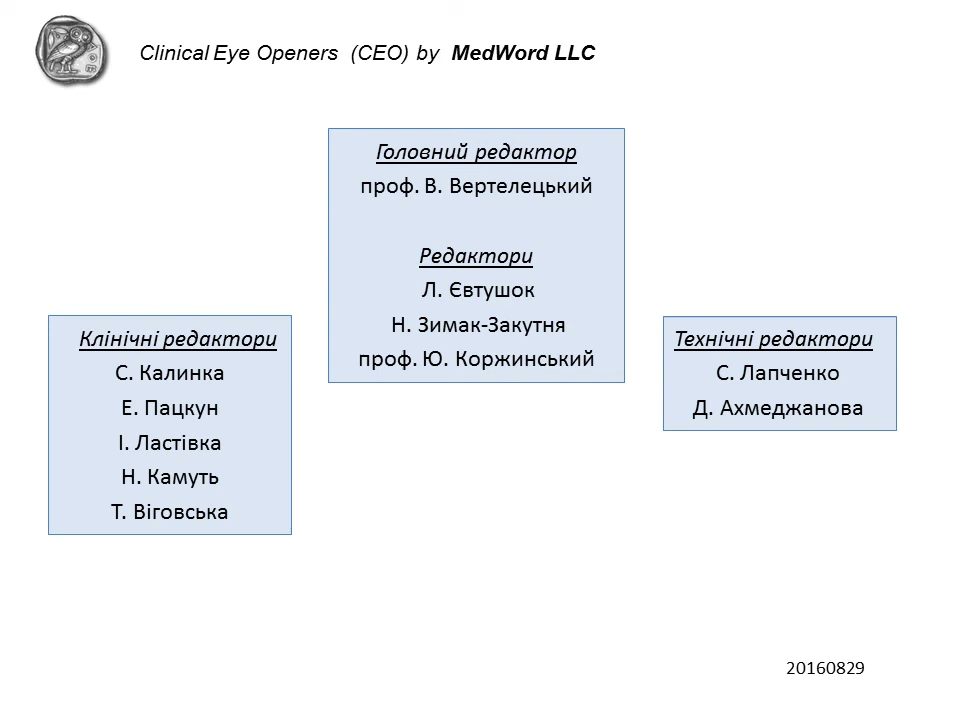 Clinical Eye Openers (CEO) by MedWord LLC
Головний редактор
проф. В. Вертелецький
Редактори
Л. Євтушок
Н. Зимак-Закутня
проф. Ю. Коржинський
Клінічні редактори
С. Калинка
Е. Пацкун
І. Ластівка
Н. Камуть
Т. Віговська
Технічні редактори
С. Лапченко
Д. Ахмеджанова
20160829